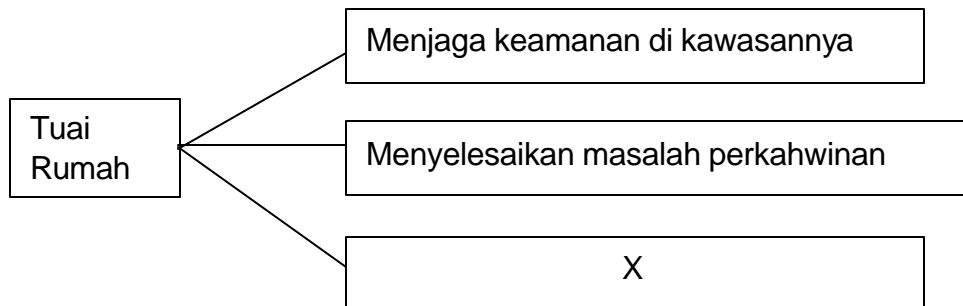 Menjaga keamanan di kawasannya
Tuai
Rumah
Menyelesaikan masalah perkahwinan
X